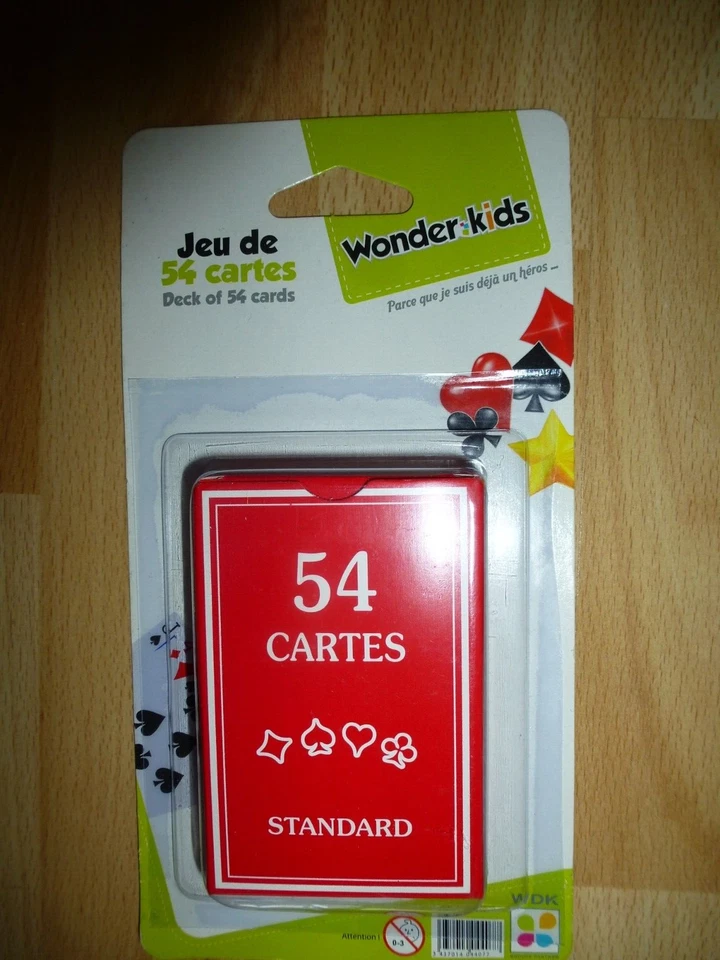 Wonder kids
Jeu de
54 cartes
Deck of 54 cards
Parce que je suis déjà un héros ...
54
CARTES
STANDARD
J
WDK
Attention !
0-3